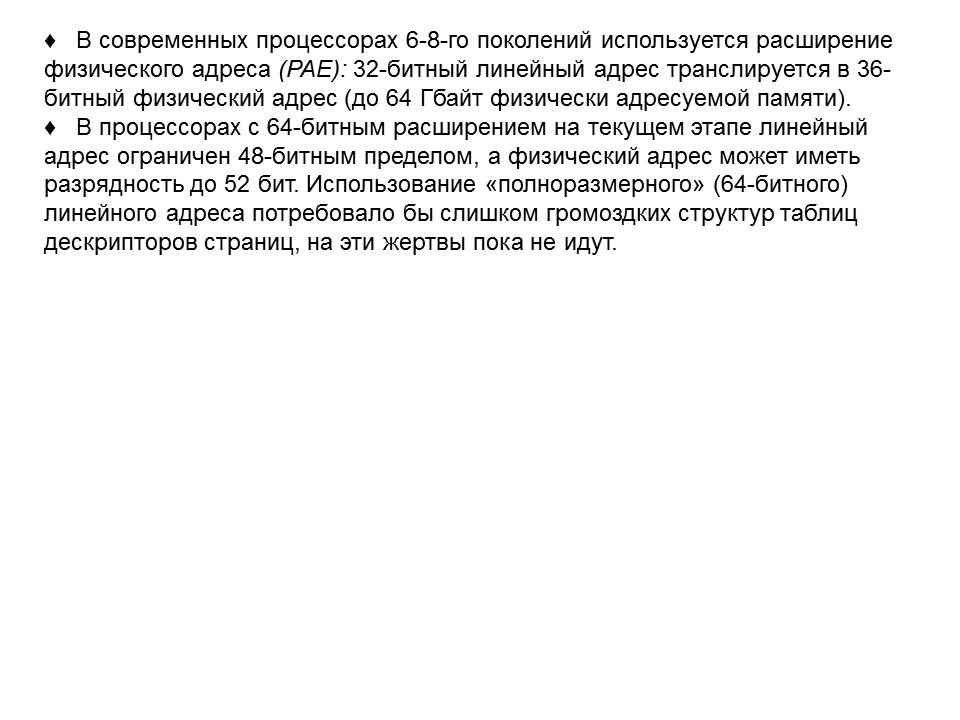 ♦ В современных процессорах 6-8-го поколений используется расширение
физического адреса (PAE): 32-битный линейный адрес транслируется в 36-
битный физический адрес (до 64 Гбайт физически адресуемой памяти).
♦ В процессорах с 64-битным расширением на текущем этапе линейный
адрес ограничен 48-битным пределом, а физический адрес может иметь
разрядность до 52 бит. Использование «полноразмерного» (64-битного)
линейного адреса потребовало бы слишком громоздких структур таблиц
дескрипторов страниц, на эти жертвы пока не идут.